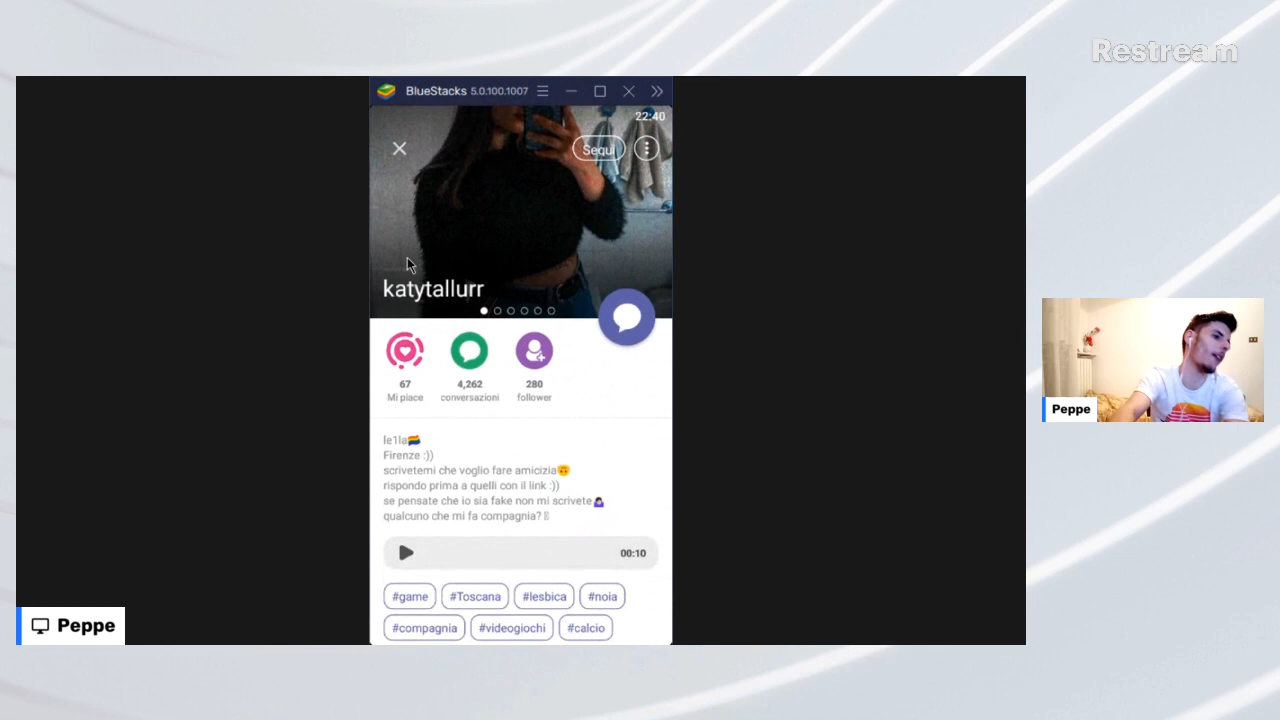 Restream
BlueStacks 5.0.100.1007
22:40
Segui
katytallurr
67
Mi piace
4,262
conversazioni
280
follower
le1la🏳️‍🌈
Firenze :))
scrivetemi che voglio fare amicizia🙃
rispondo prima a quelli con il link :))
se pensate che io sia fake non mi scrivete🤷🏻‍♀️
qualcuno che mi fa compagnia?
00:10
#game #Toscana #lesbica #noia
#compagnia #videogiochi #calcio
Peppe
Peppe